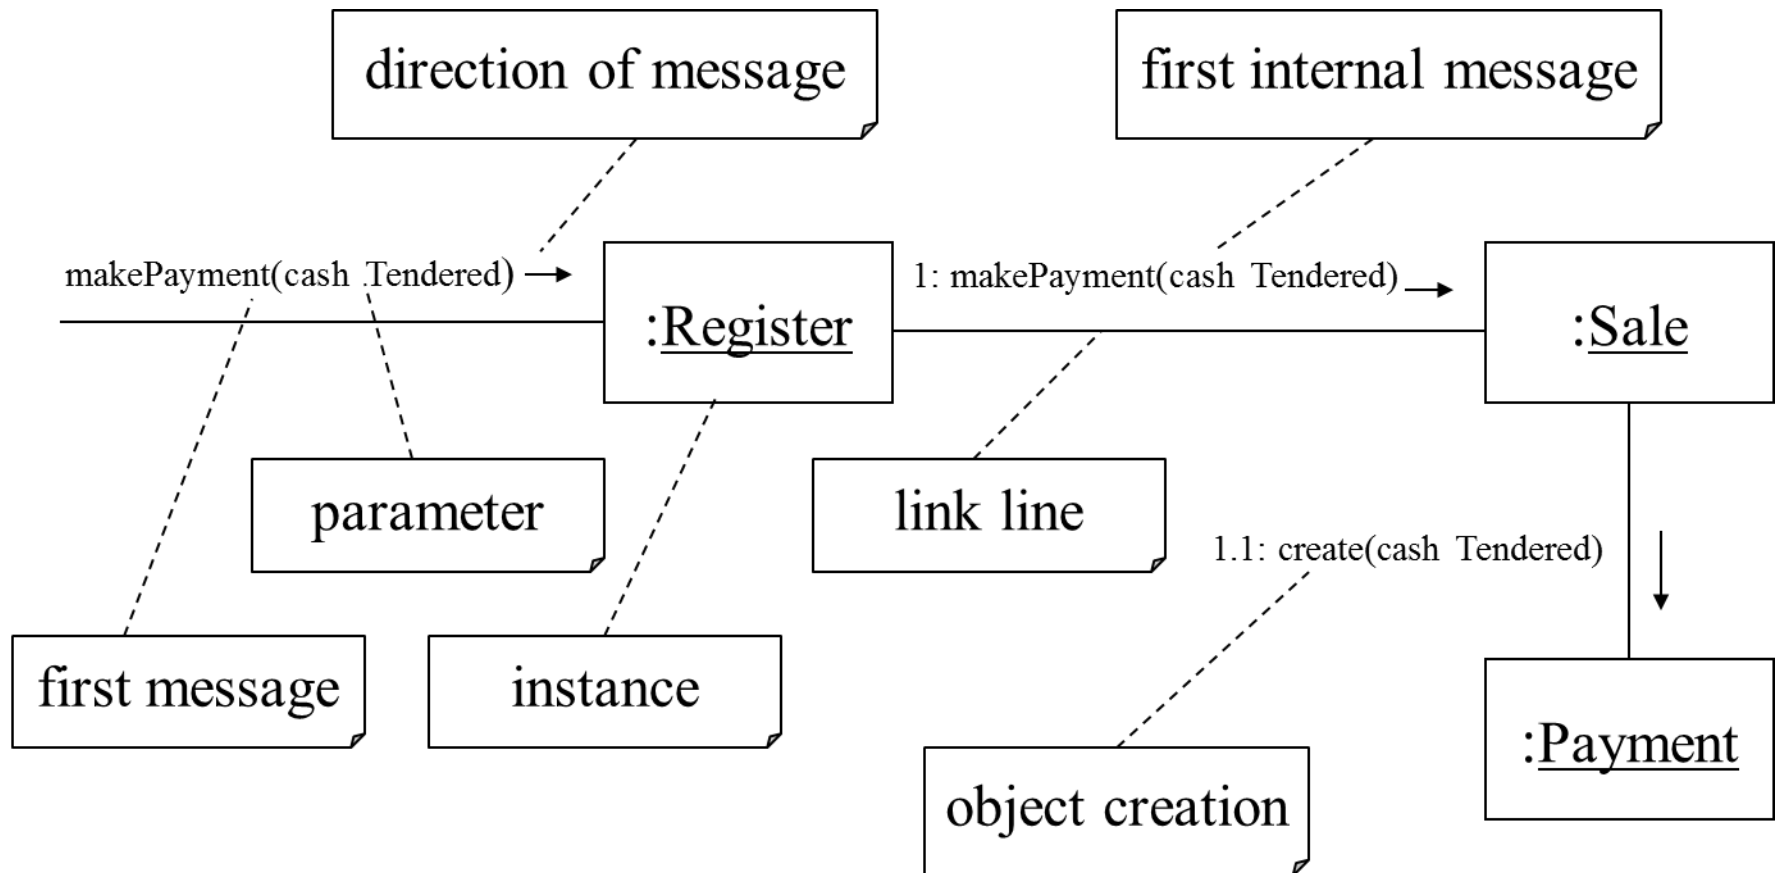 direction of message
first internal message
makePayment(cash Tendered)
1: makePayment(cash Tendered)
:Register
:Sale
parameter
link line
1.1: create(cash Tendered)
first message
instance
:Payment
object creation